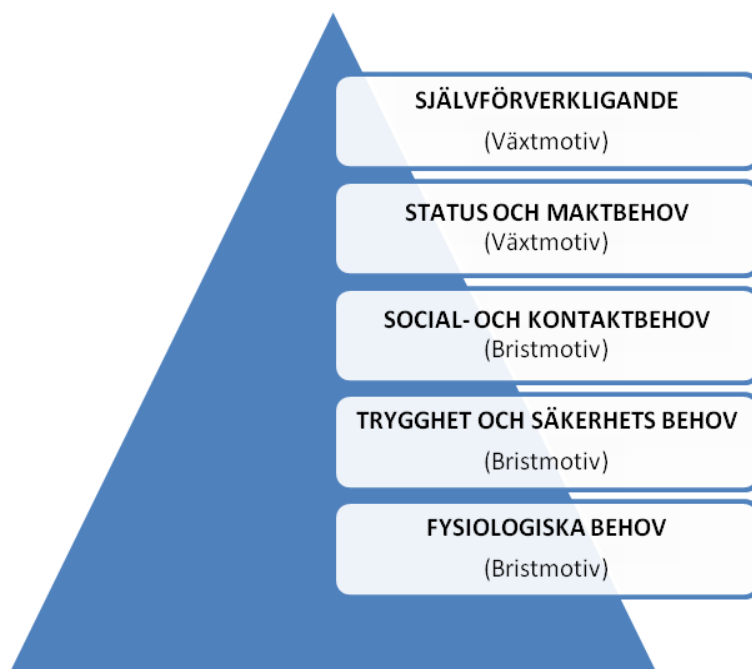 SJÄLVFÖRVERKLIGANDE
(Växtmotiv)
STATUS OCH MAKTBEHOV
(Växtmotiv)
SOCIAL- OCH KONTAKTBEHOV
(Bristmotiv)
TRYGGHET OCH SÄKERHETS BEHOV
(Bristmotiv)
FYSIOLOGISKA BEHOV
(Bristmotiv)